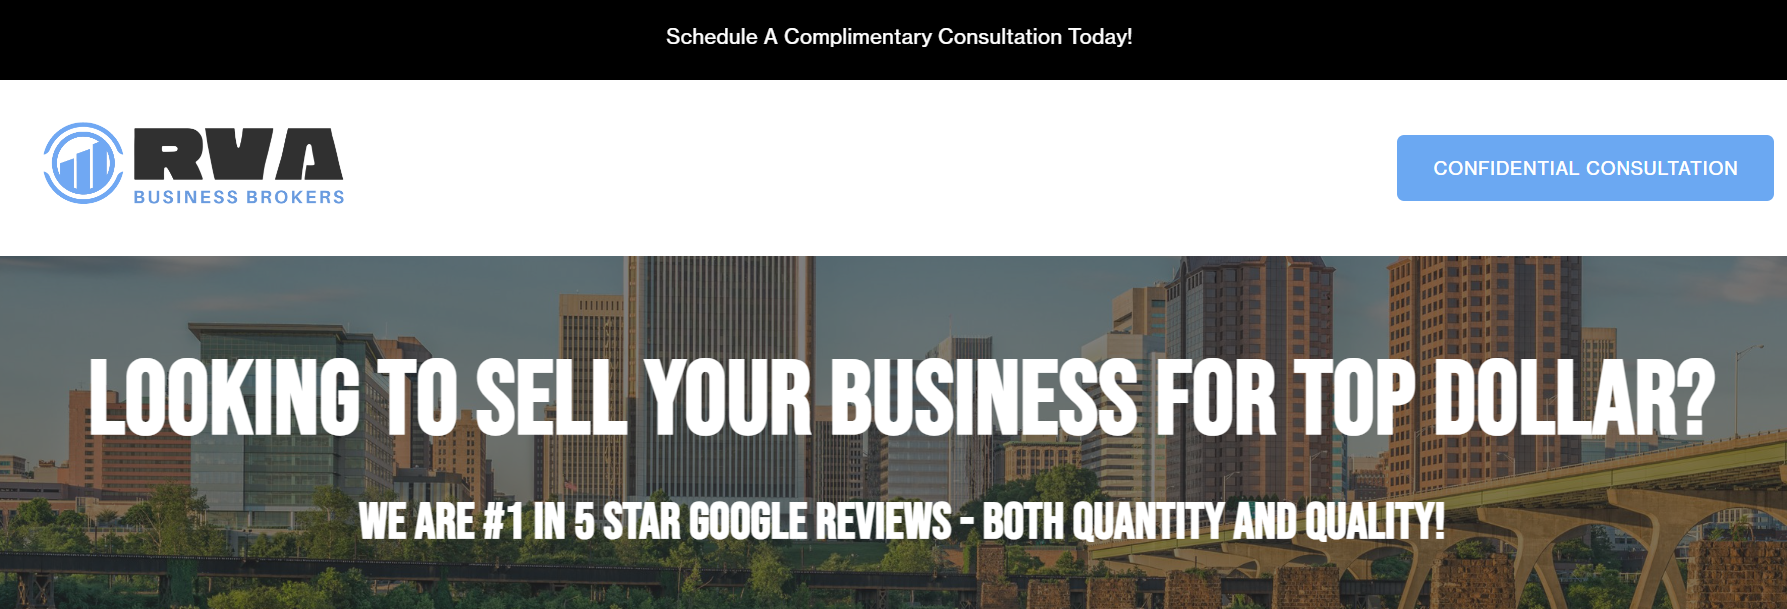 Schedule A Complimentary Consultation Today!
RVA
BUSINESS BROKERS
CONFIDENTIAL CONSULTATION
LOOKING TO SELL YOUR BUSINESS FOR TOP DOLLAR?
WE ARE #1 IN 5 STAR GOOGLE REVIEWS - BOTH QUANTITY AND QUALITY!